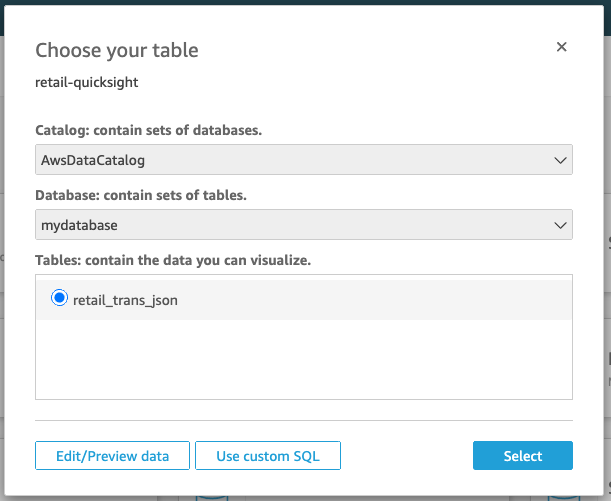 Choose your table
retail-quicksight
Catalog: contain sets of databases.
AwsDataCatalog
Database: contain sets of tables.
mydatabase
Tables: contain the data you can visualize.
retail_trans_json
Edit/Preview data
Use custom SQL
Select